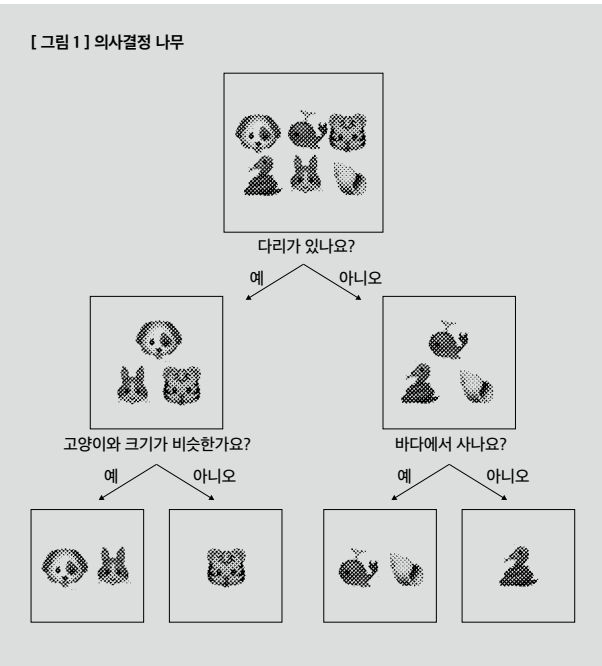 [ 그림 1 ] 의사결정 나무
다리가 있나요?
예 아니오
고양이와 크기가 비슷한가요? 바다에서 사나요?
예 아니오 예 아니오